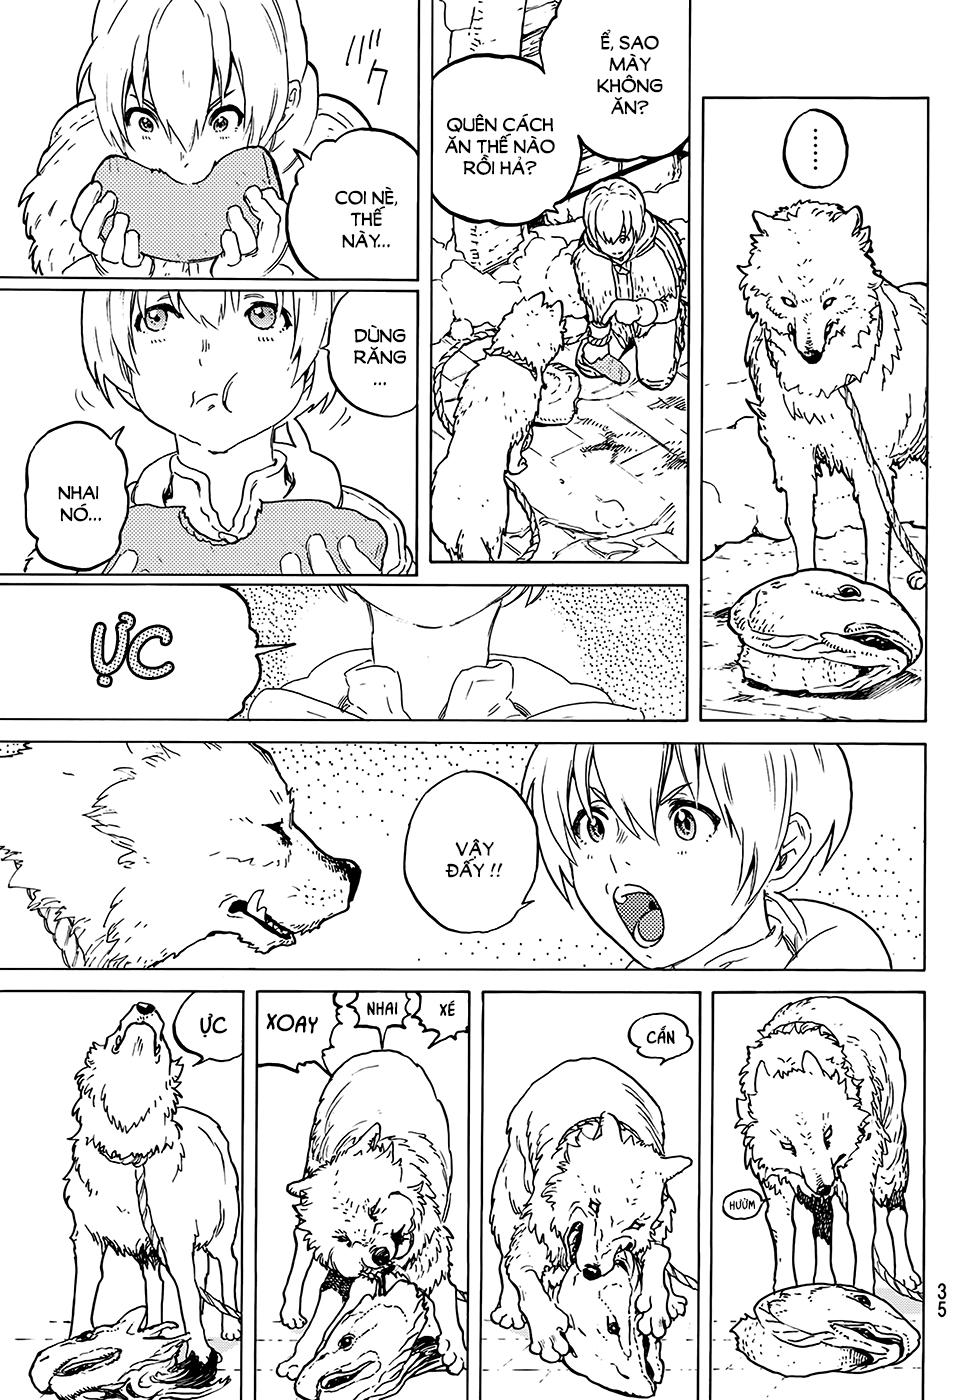 ......
Ể, SAO
MÀY
KHÔNG
ĂN?
QUÊN CÁCH
ĂN THẾ NÀO
RỒI HẢ?
COI NÈ,
THẾ
NÀY...
DÙNG
RĂNG
...
NHAI
NÓ...
ỰC
VẬY
ĐẤY !!
HƯỜM
CẮN
XÉ
NHAI
XOAY
ỰC
35